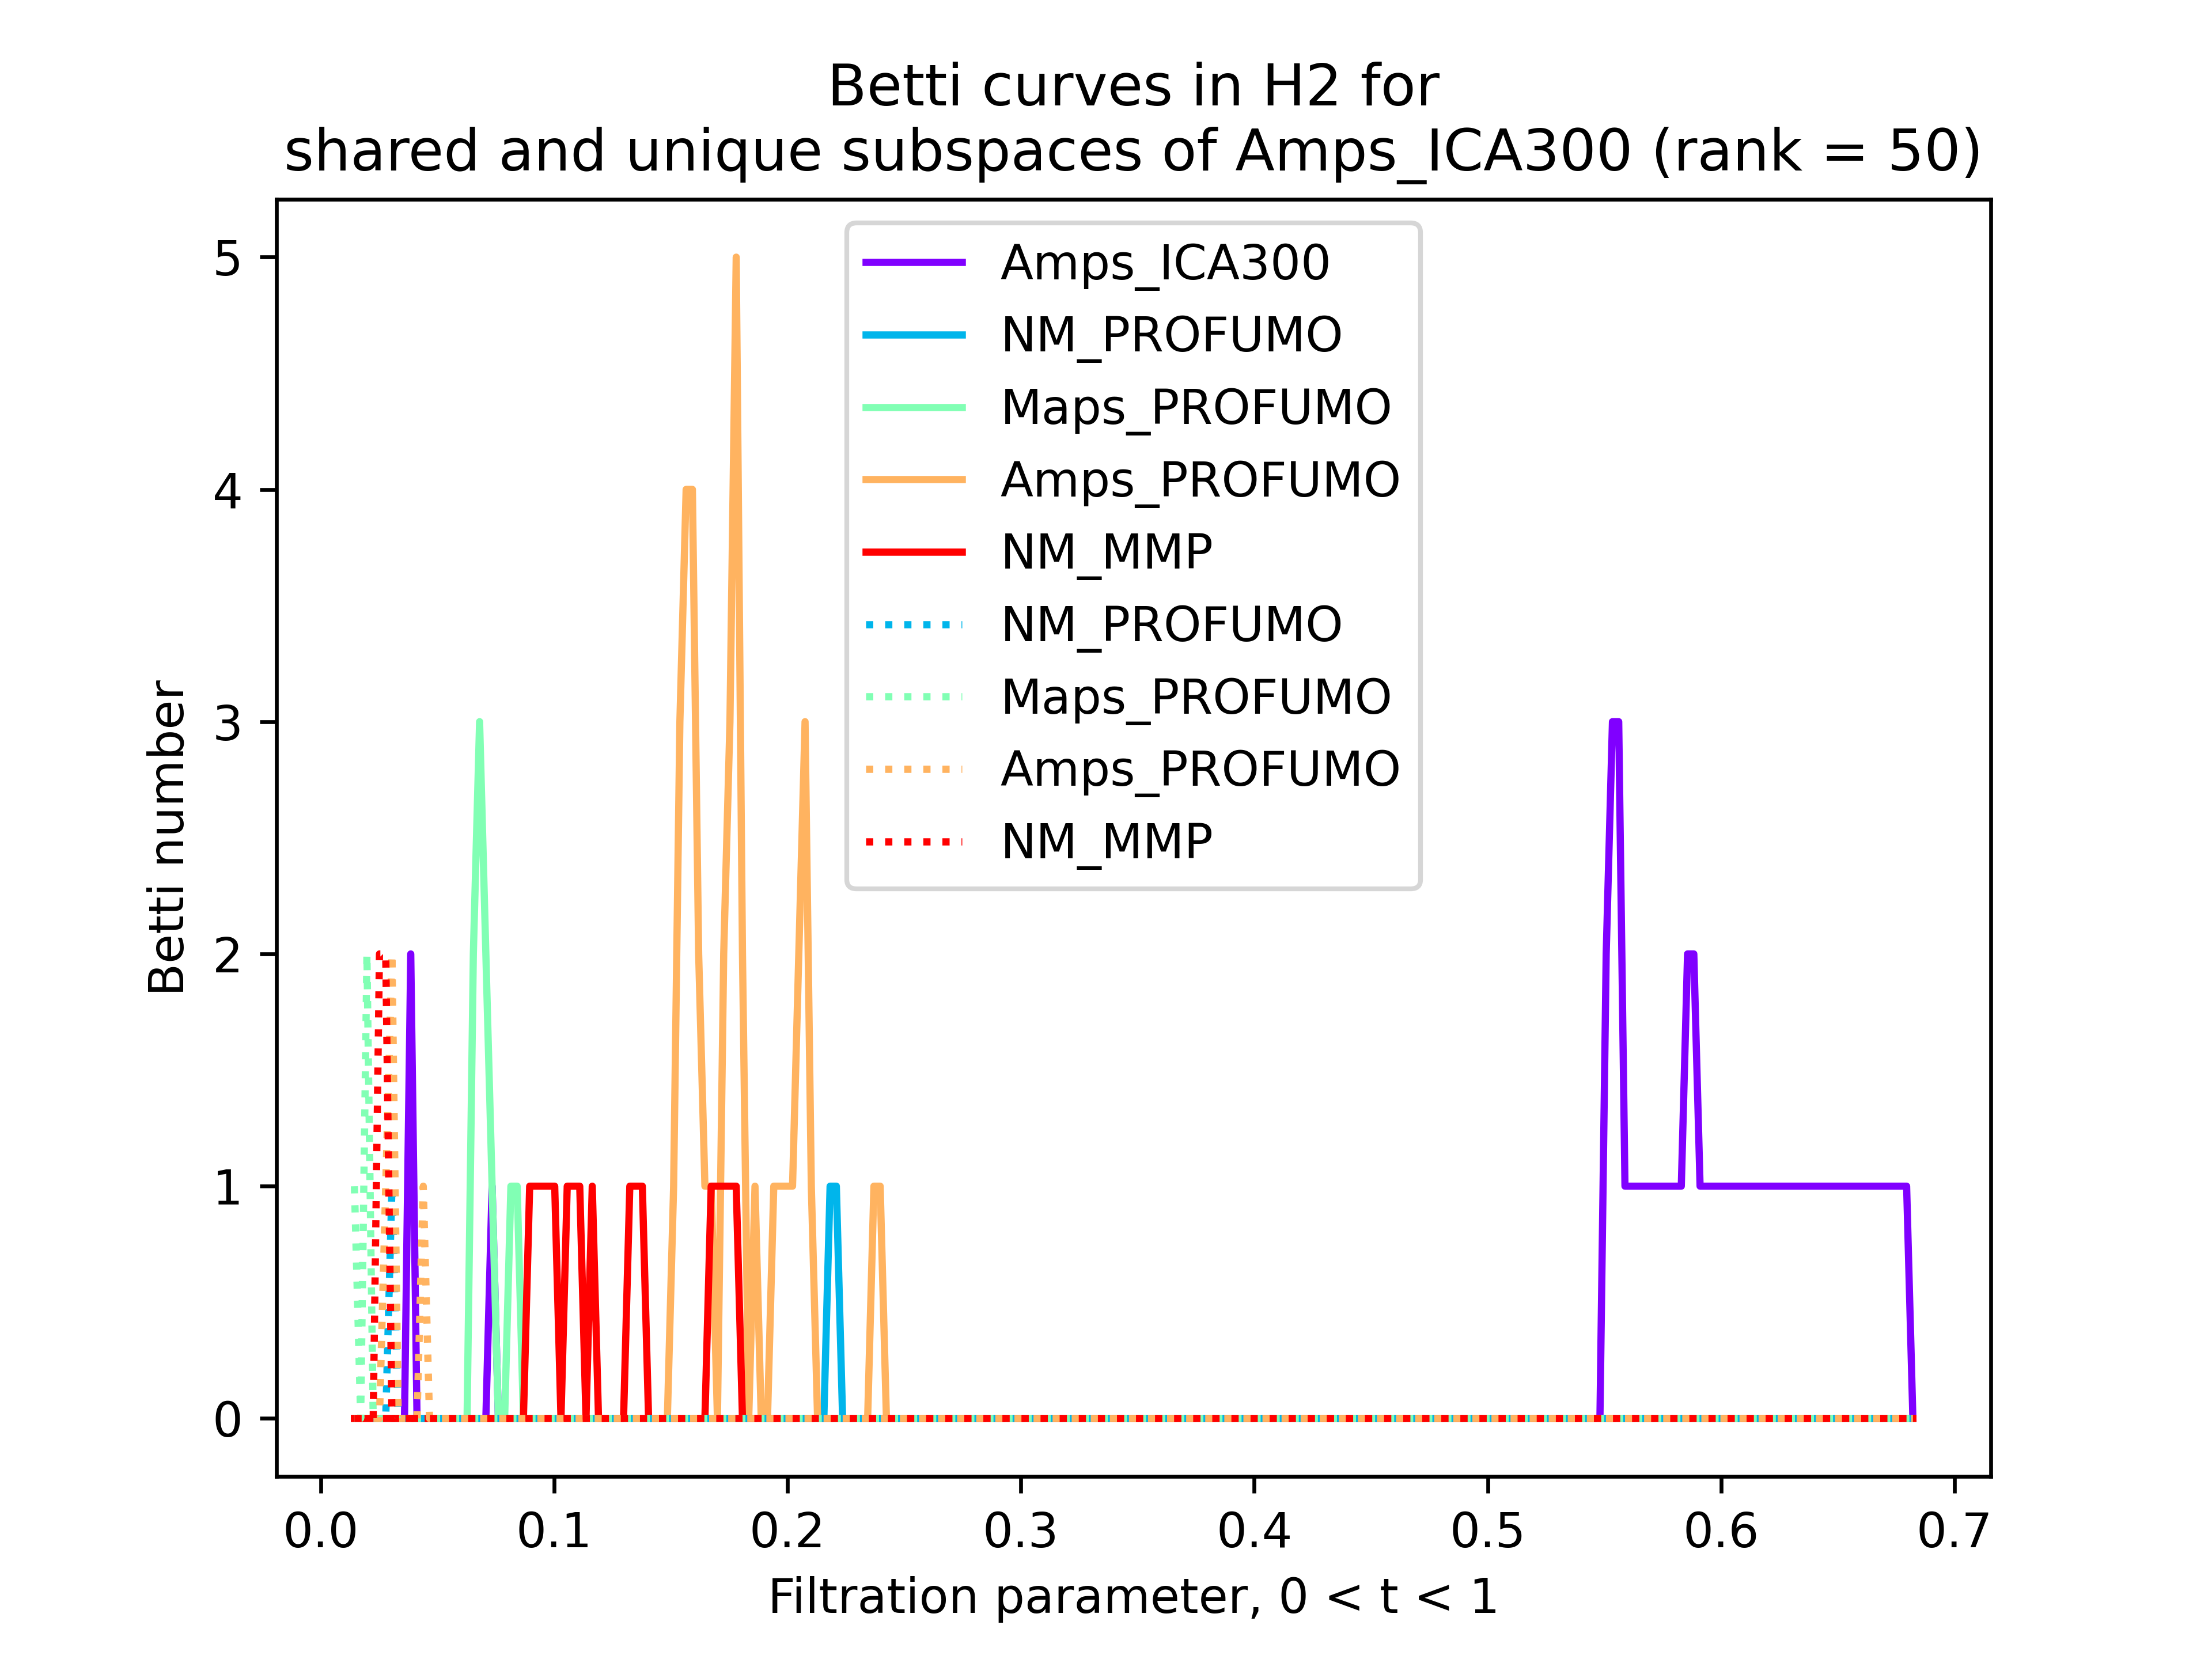 Betti curves in H2 for
shared and unique subspaces of Amps_ICA300 (rank = 50)
Amps_ICA300
NM_PROFUMO
Maps_PROFUMO
Amps_PROFUMO
NM_MMP
NM_PROFUMO
Maps_PROFUMO
Amps_PROFUMO
NM_MMP
Betti number
5
4
3
2
1
0
0.0 0.1 0.2 0.3 0.4 0.5 0.6 0.7
Filtration parameter, 0 < t < 1